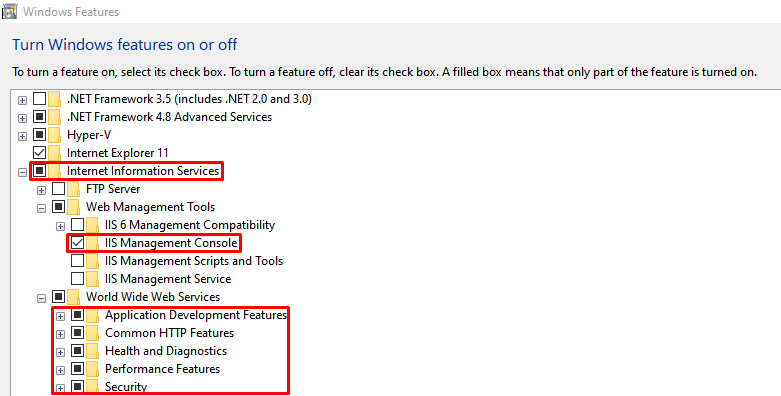 Windows Features
Turn Windows features on or off
To turn a feature on, select its check box. To turn a feature off, clear its check box. A filled box means that only part of the feature is turned on.
.NET Framework 3.5 (includes .NET 2.0 and 3.0)
.NET Framework 4.8 Advanced Services
Hyper-V
Internet Explorer 11
Internet Information Services
FTP Server
Web Management Tools
IIS 6 Management Compatibility
IIS Management Console
IIS Management Scripts and Tools
IIS Management Service
World Wide Web Services
Application Development Features
Common HTTP Features
Health and Diagnostics
Performance Features
Security